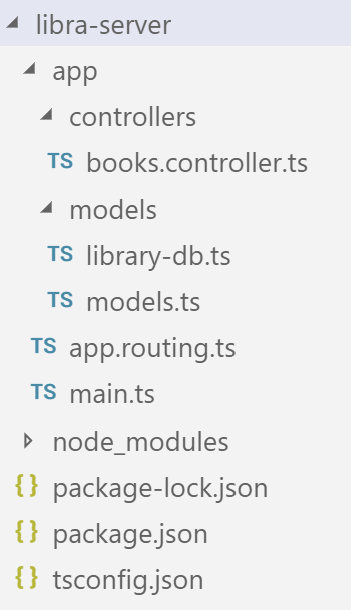 libra-server
app
controllers
TS books.controller.ts
models
TS library-db.ts
TS models.ts
TS app.routing.ts
TS main.ts
node_modules
{} package-lock.json
{} package.json
{} tsconfig.json